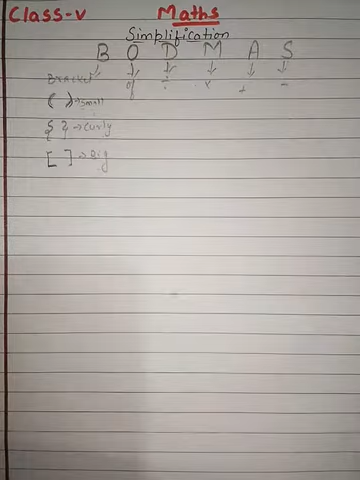 Class-v Maths
Simplification
B O D M A S
Bracket of ÷ × + -
( ) → small
{ } → curly
[ ] → Big